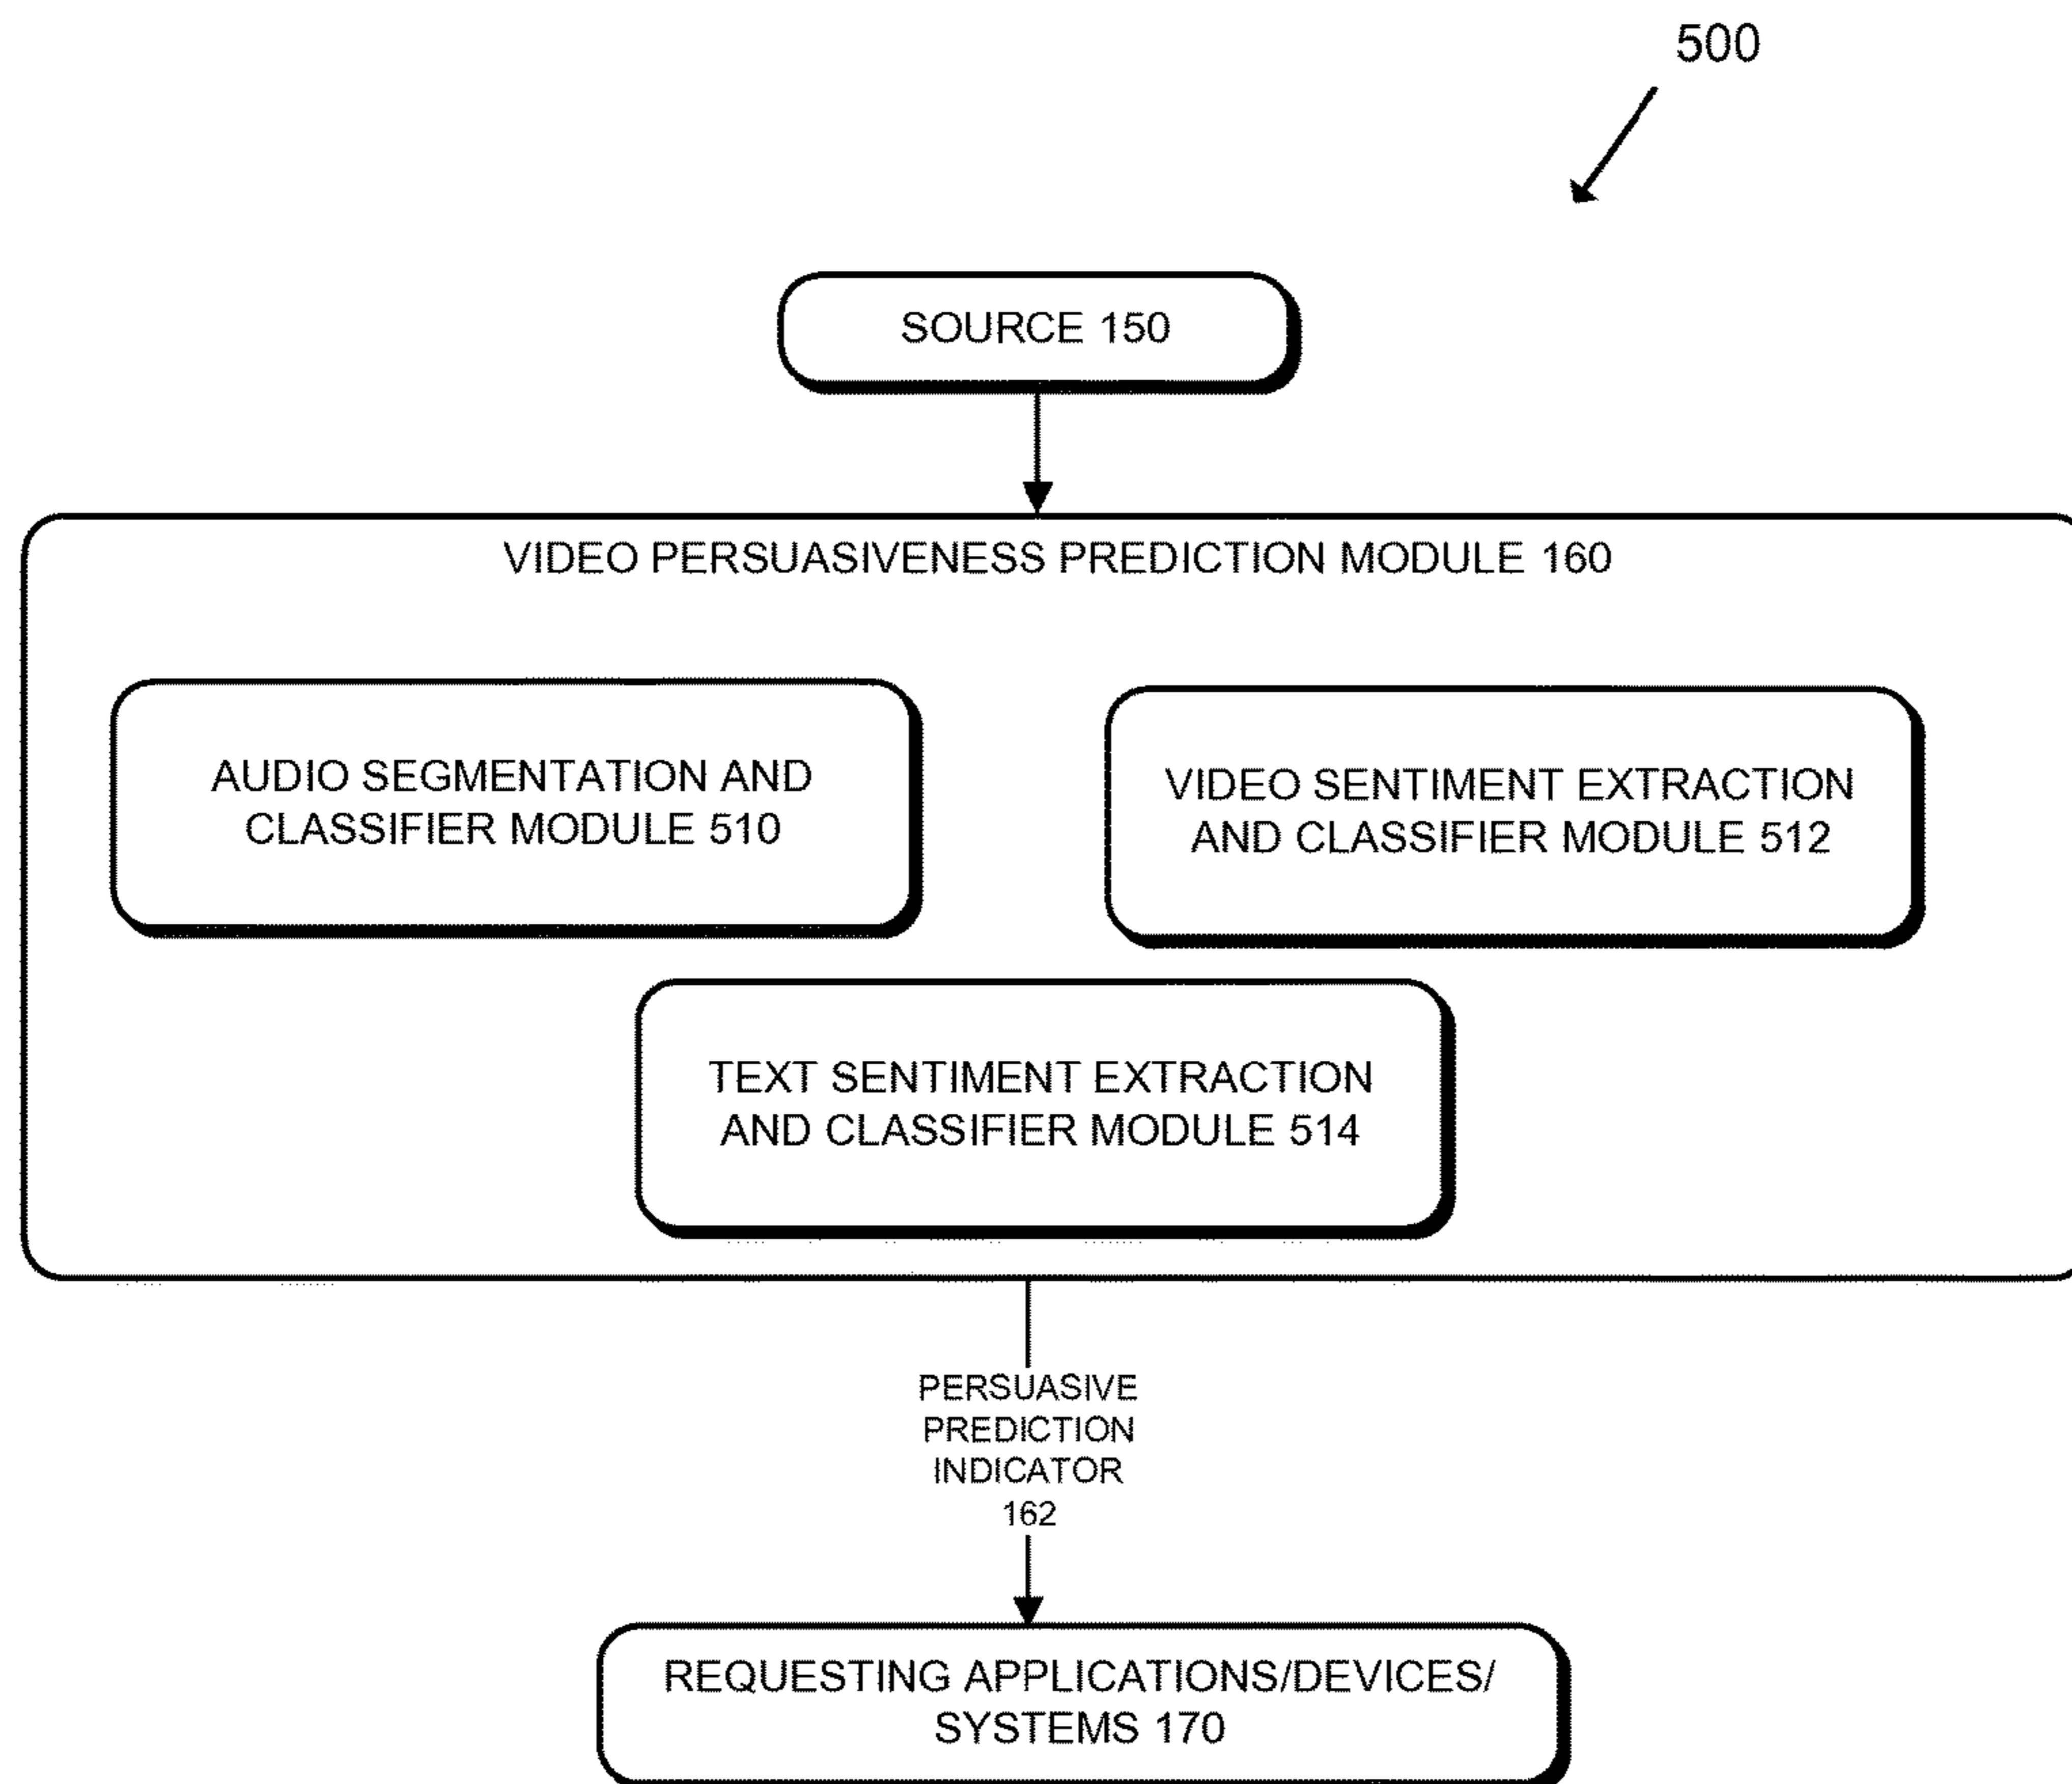 500
SOURCE 150
VIDEO PERSUASIVENESS PREDICTION MODULE 160
AUDIO SEGMENTATION AND
CLASSIFIER MODULE 510
VIDEO SENTIMENT EXTRACTION
AND CLASSIFIER MODULE 512
TEXT SENTIMENT EXTRACTION
AND CLASSIFIER MODULE 514
PERSUASIVE
PREDICTION
INDICATOR
162
REQUESTING APPLICATIONS/DEVICES/
SYSTEMS 170